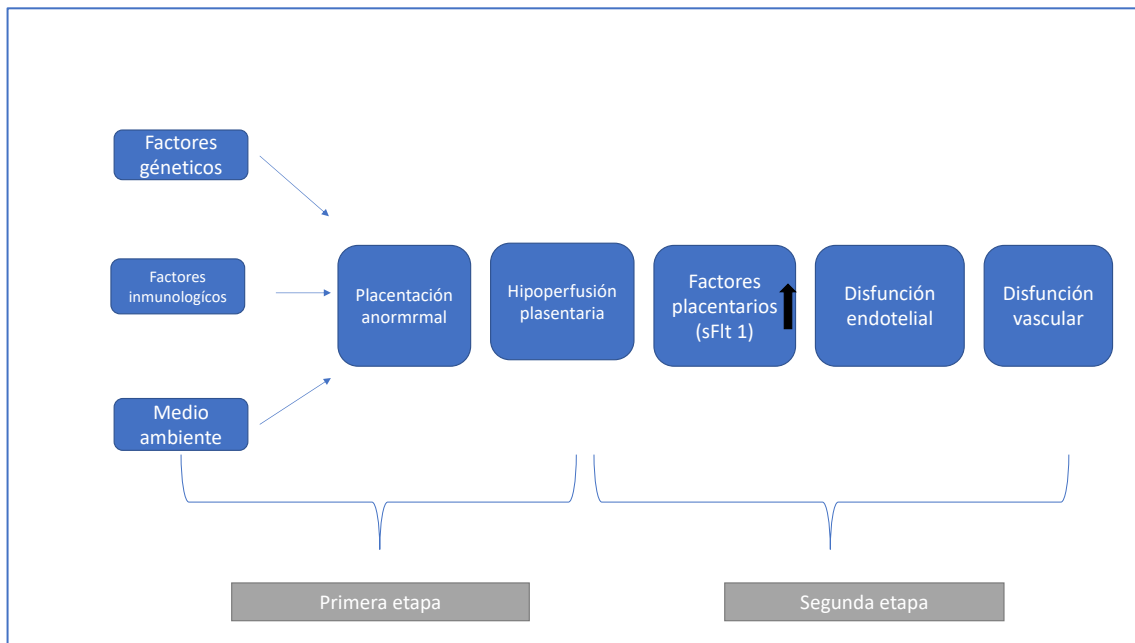 Factores
géneticos
Factores
inmunologícos
Medio
ambiente
Placentación
anormrmal
Hipoperfusión
plasentaria
Factores
placentarios
(sFlt 1)
Disfunción
endotelial
Disfunción
vascular
Primera etapa
Segunda etapa